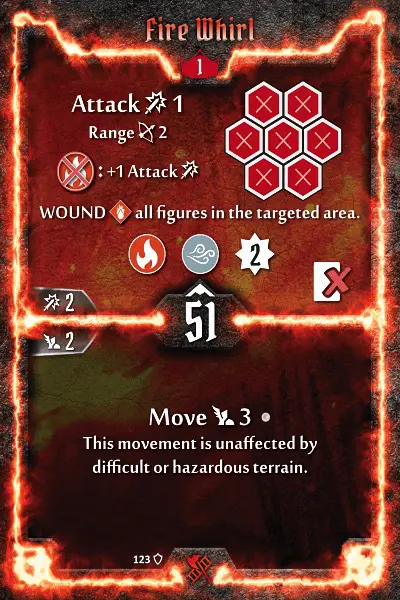 Fire Whirl
1
Attack 1
Range 2
: +1 Attack
WOUND all figures in the targeted area.
2
2
51
2
Move 3
This movement is unaffected by
difficult or hazardous terrain.
123